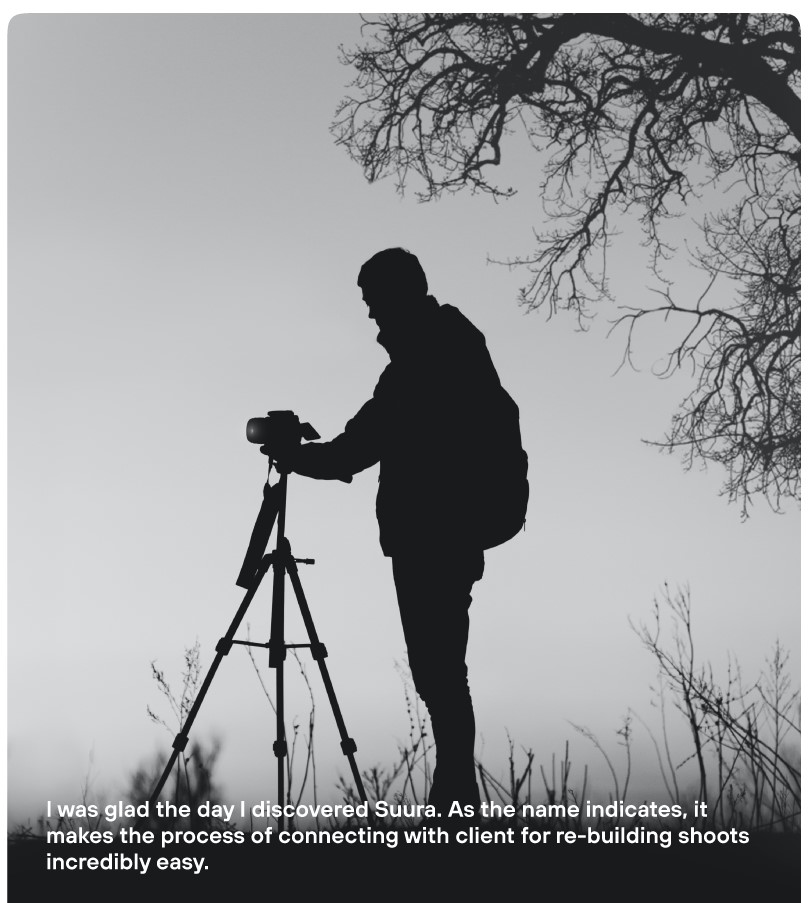 I was glad the day I discovered Suura. As the name indicates, it
makes the process of connecting with client for re-building shoots
incredibly easy.